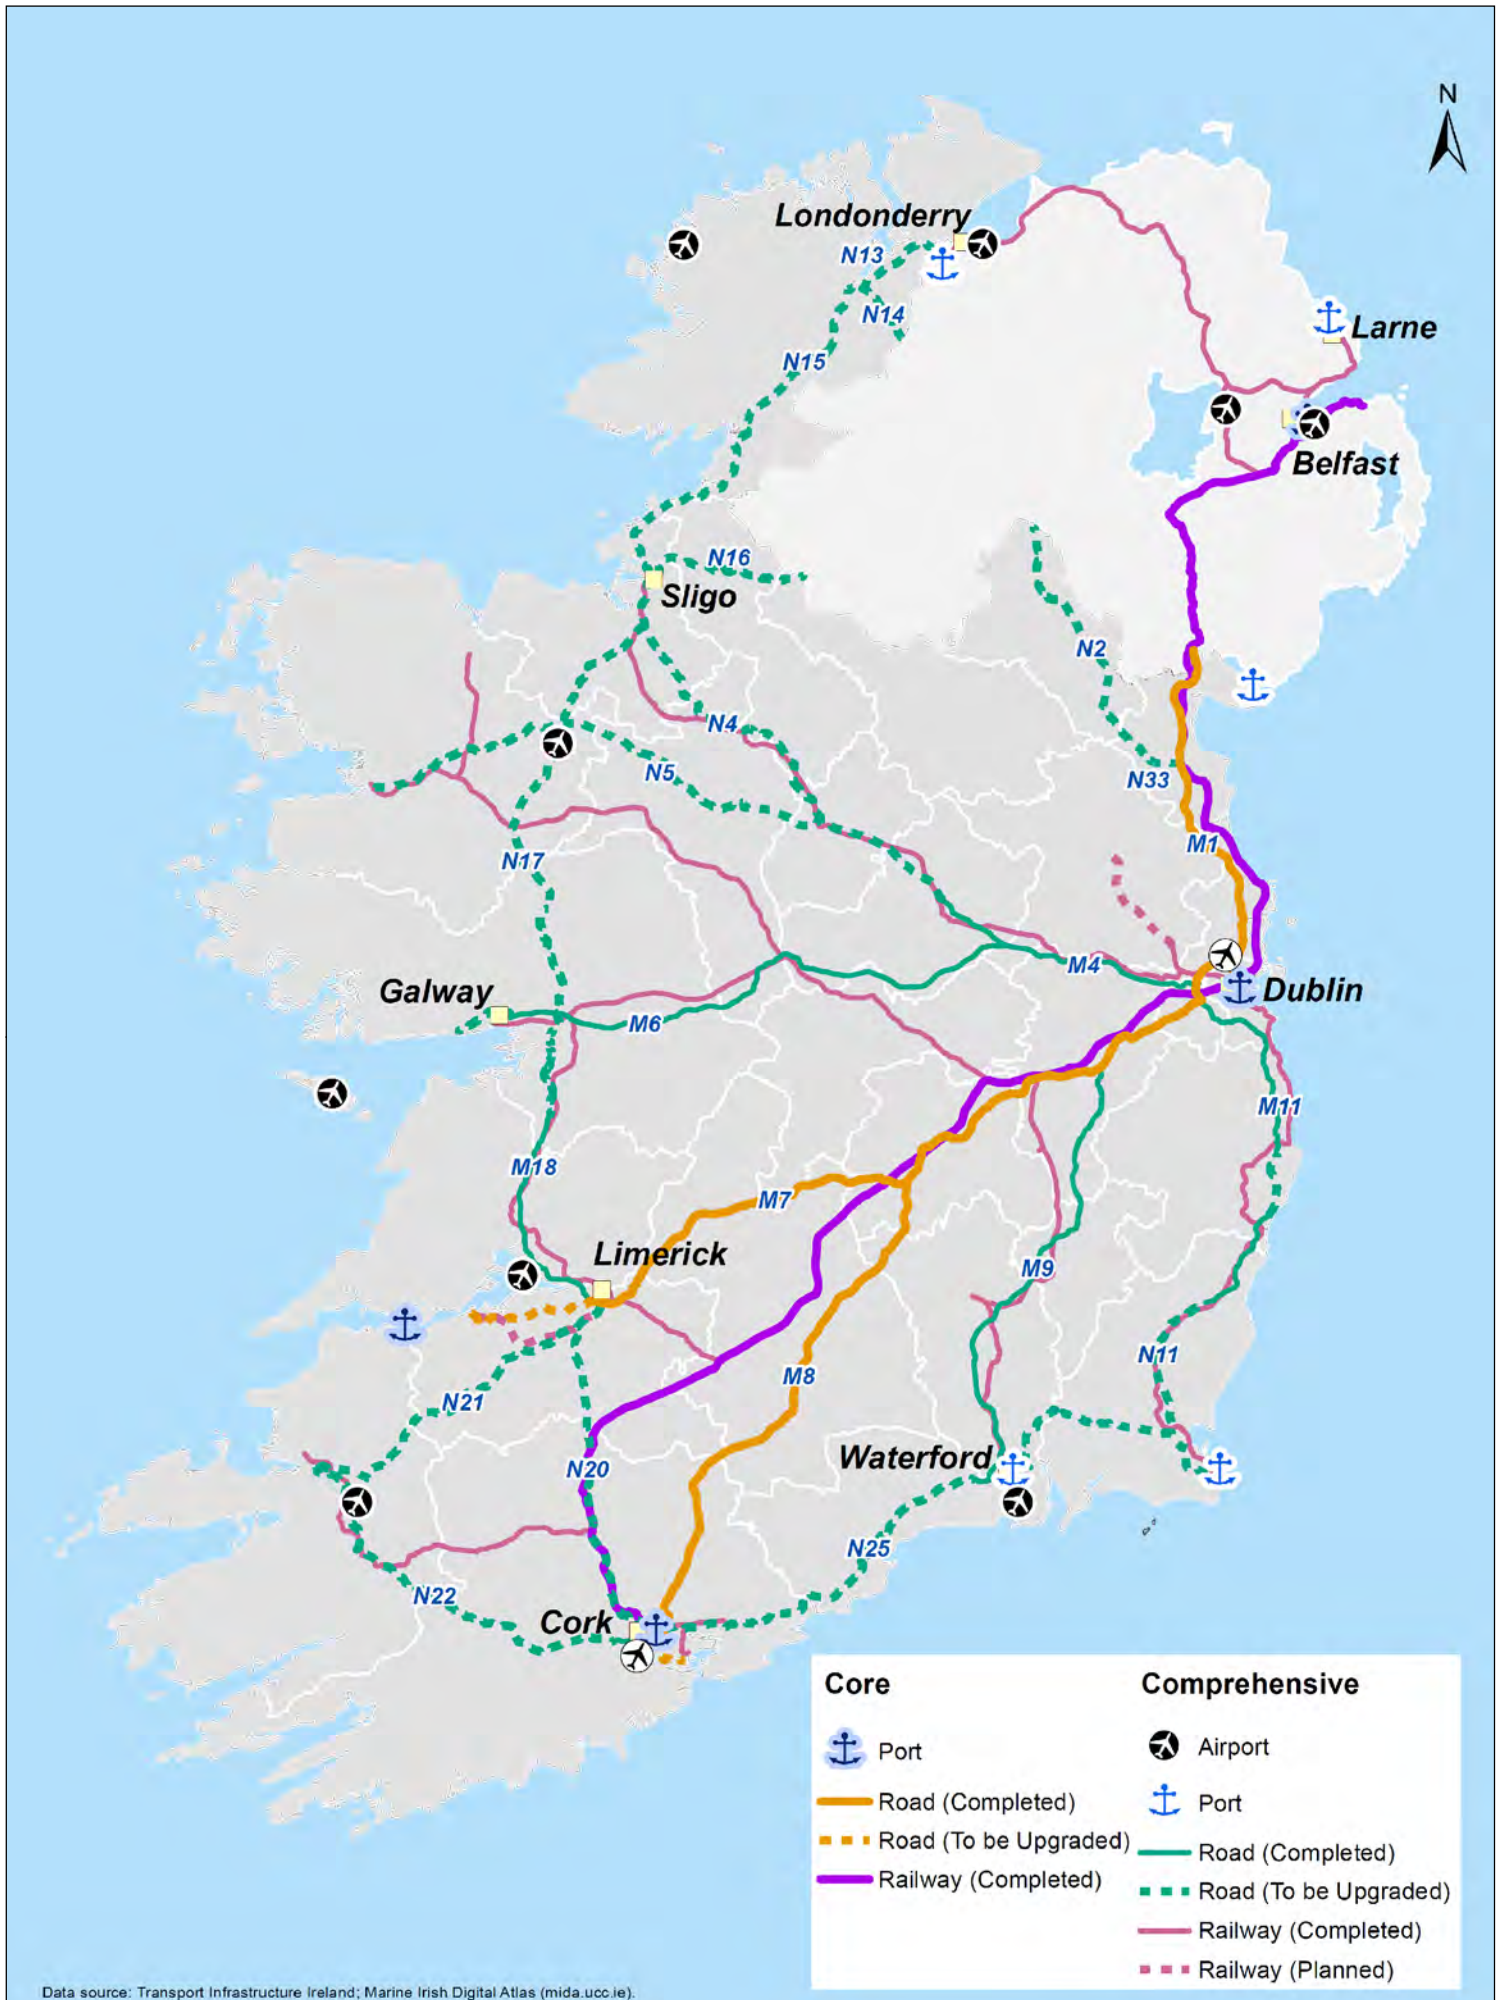 N
Londonderry
N13
N14
Larne
N15
Belfast
N16
Sligo
N2
N4
N5
N33
M1
N17
M4
Galway
Dublin
M6
M11
M18
M7
Limerick
M9
N11
M8
N21
Waterford
N20
N25
N22
Cork
Core
Port
Road (Completed)
Road (To be Upgraded)
Railway (Completed)
Comprehensive
Airport
Port
Road (Completed)
Road (To be Upgraded)
Railway (Completed)
Railway (Planned)
Data source: Transport Infrastructure Ireland; Marine Irish Digital Atlas (mida.ucc.ie).